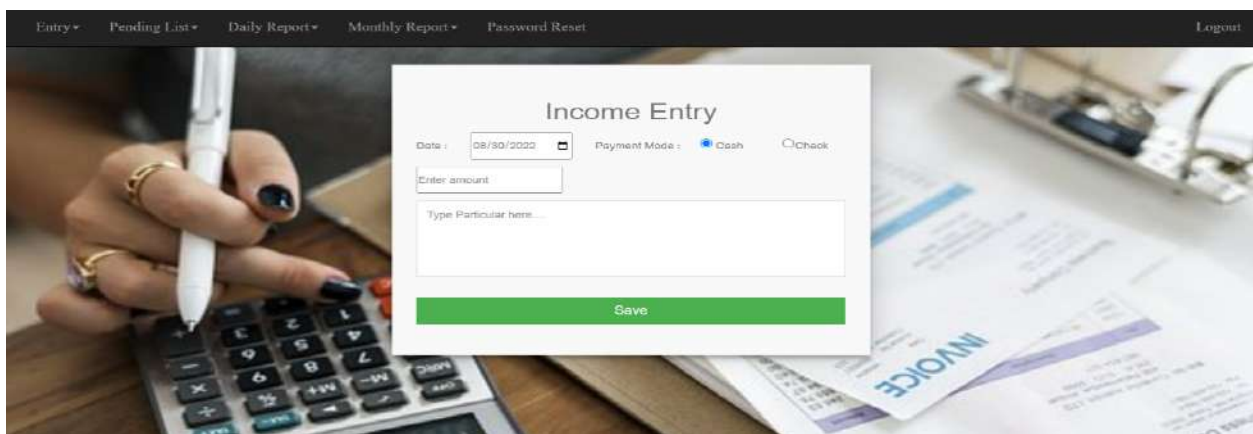 Entry Pending List Daily Report Monthly Report Password Reset Logout
Income Entry
Date : 08/30/2022 Payment Mode : Cash Check
Enter amount
Type Particular here....
Save
INVOICE